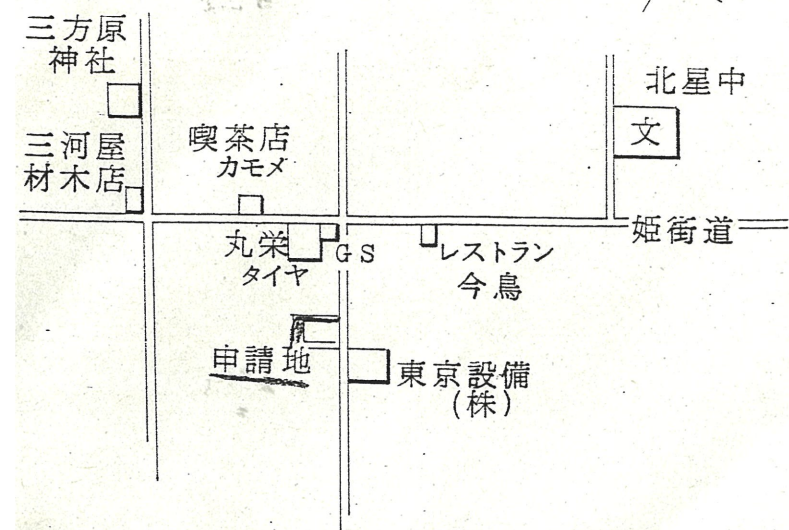 三方原
神社
北星中
文
三河屋
材木店
喫茶店
カモメ
姫街道
丸栄
タイヤ
GS
レストラン
今鳥
申請地
東京設備
(株)